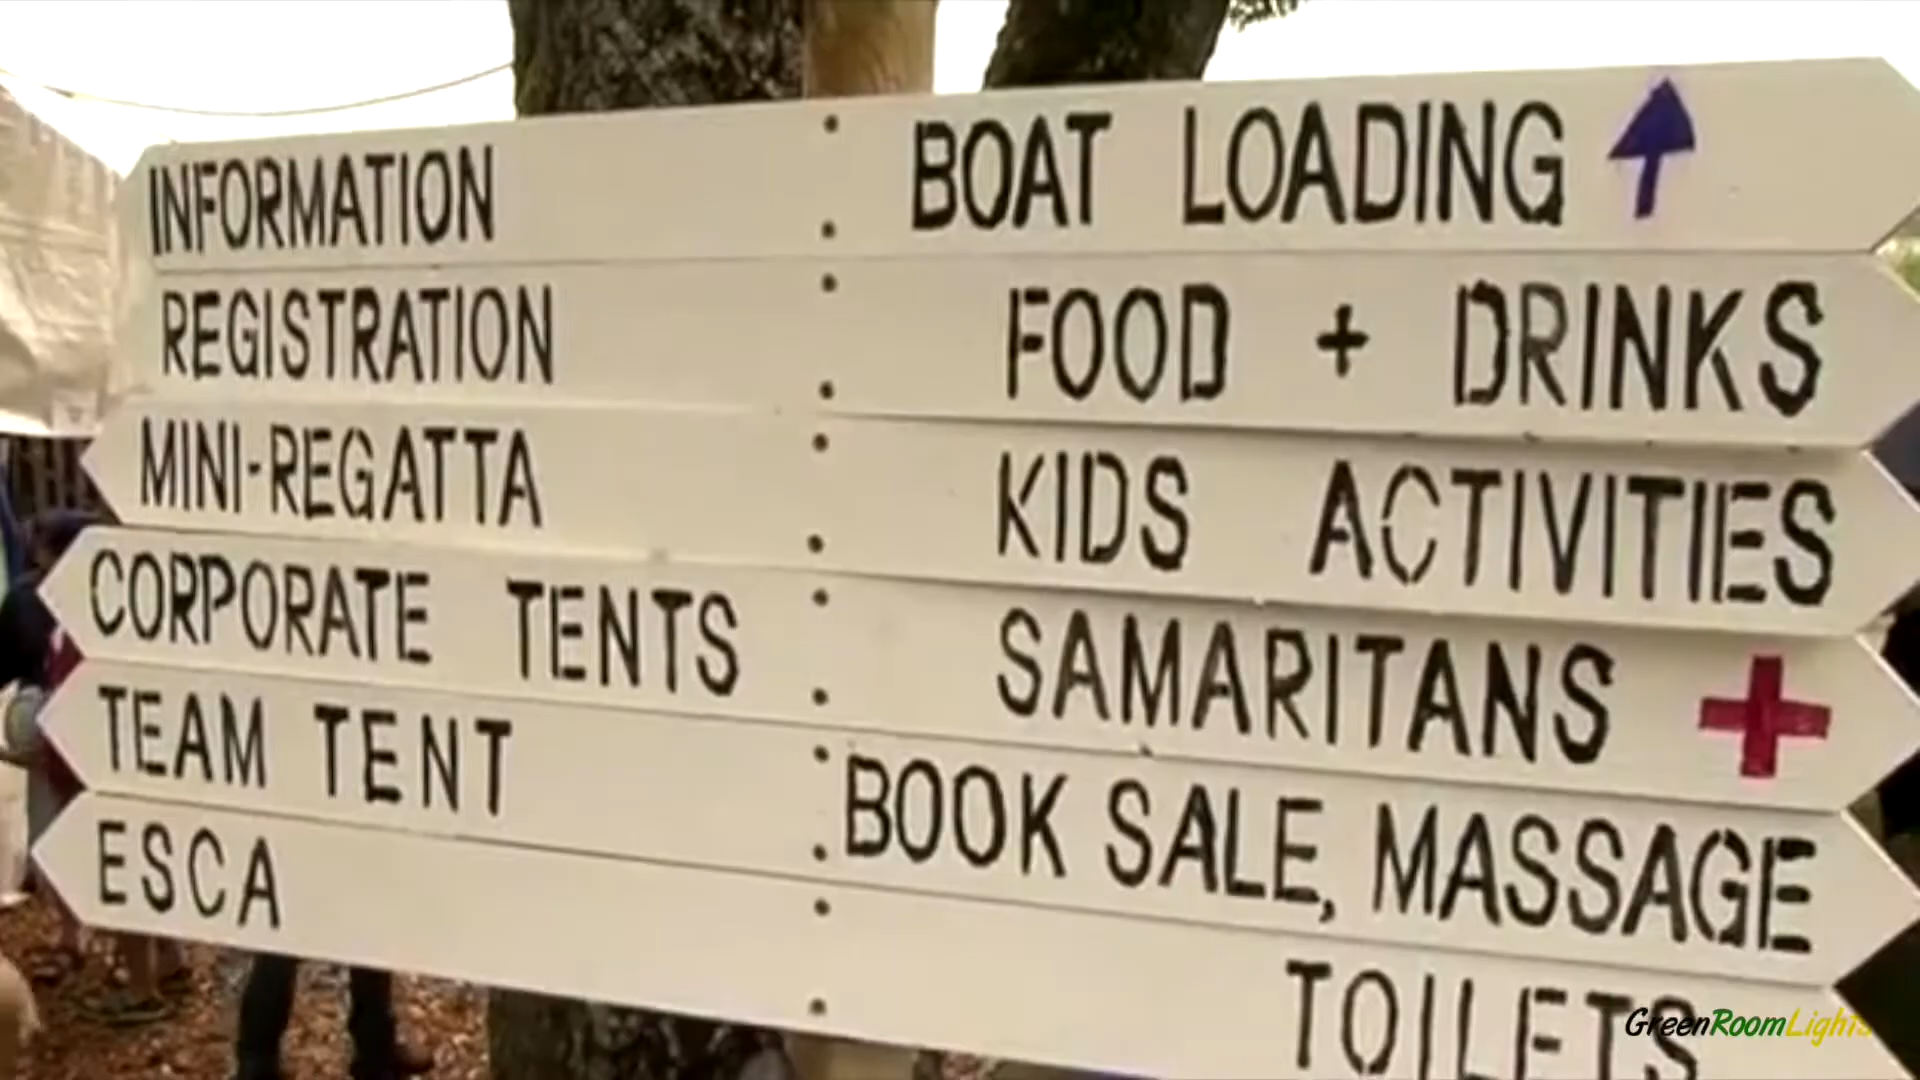 INFORMATION BOAT LOADING
REGISTRATION FOOD + DRINKS
MINI-REGATTA KIDS ACTIVITIES
CORPORATE TENTS SAMARITANS
TEAM TENT BOOK SALE, MASSAGE
ESCA TOILETS
GreenRoomLights